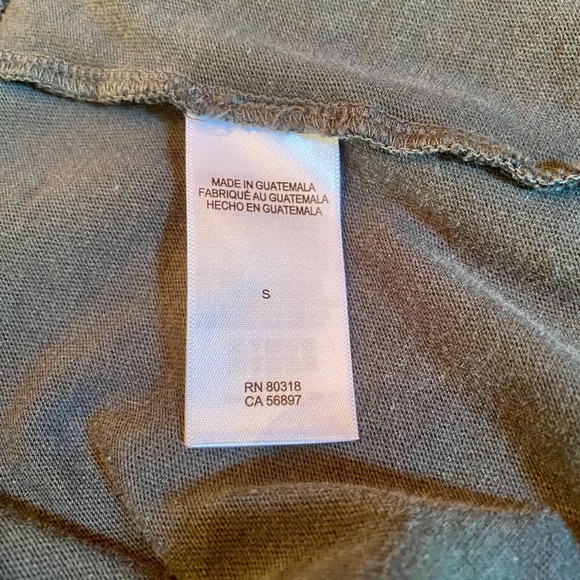 MADE IN GUATEMALA
FABRIQUÉ AU GUATEMALA
HECHO EN GUATEMALA
S
RN 80318
CA 56897